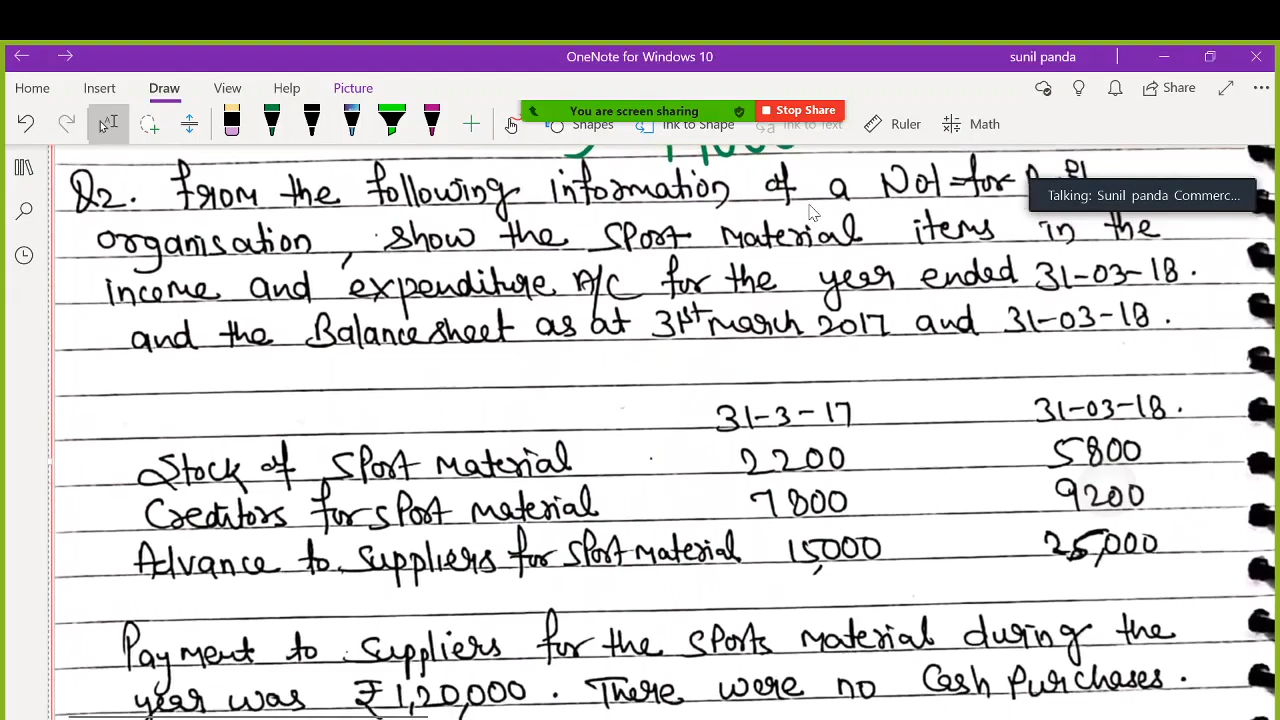 OneNote for Windows 10
sunil panda
Home Insert Draw View Help Picture
You are screen sharing
Stop Share
Share
Shapes Ink to Shape Ink to Text Ruler Math
Talking: Sunil panda Commerc...
Q2. From the following information of a Not-for
organisation, show the sport material items in the
income and expenditure A/C for the year ended 31-03-18.
and the Balance sheet as at 31st march 2017 and 31-03-18.
31-3-17 31-03-18.
Stock of sport material 2200 5800
Creditors for sport material 7800 9200
Advance to suppliers for sport material 15,000 25,000
Payment to suppliers for the sports material during the
year was ₹1,20,000. There were no cash purchases.